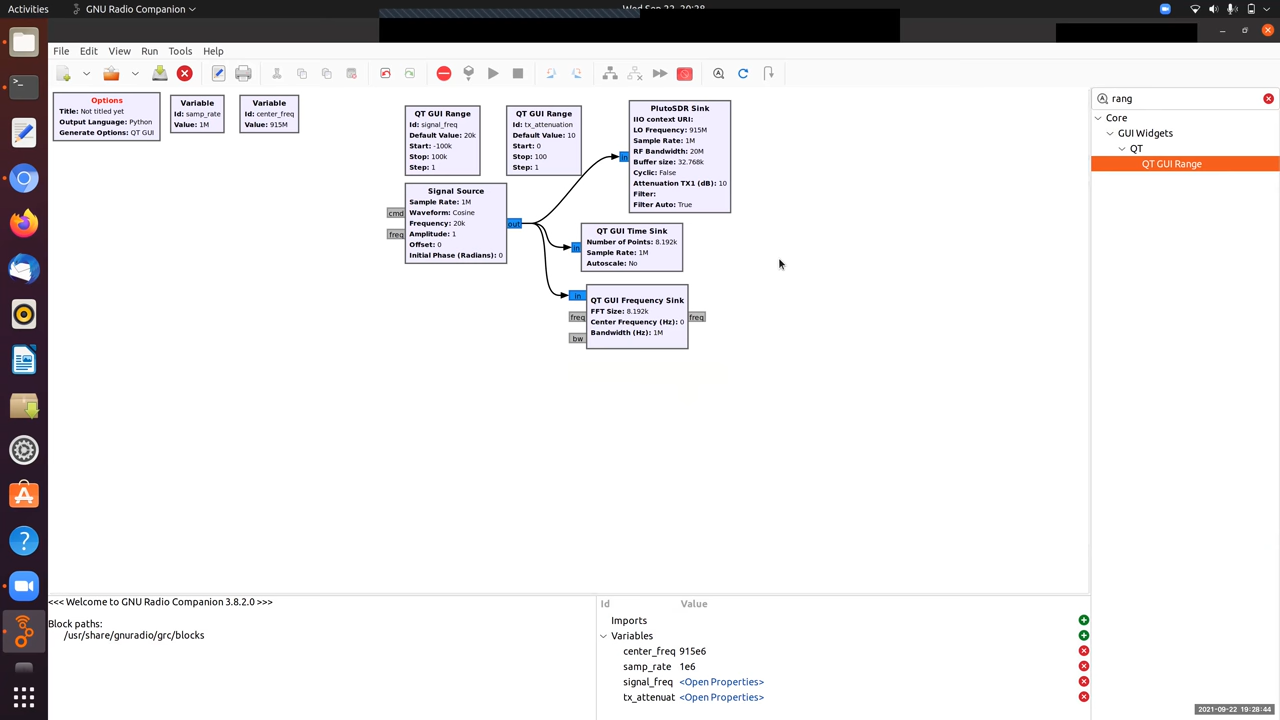 Activities
GNU Radio Companion
File Edit View Run Tools Help
Options
Title: Not titled yet
Output Language: Python
Generate Options: QT GUI
Variable
Id: samp_rate
Value: 1M
Variable
Id: center_freq
Value: 915M
QT GUI Range
Id: signal_freq
Default Value: 20k
Start: -100k
Stop: 100k
Step: 1
QT GUI Range
Id: tx_attenuation
Default Value: 10
Start: 0
Stop: 100
Step: 1
PlutoSDR Sink
IIO context URI:
LO Frequency: 915M
Sample Rate: 1M
RF Bandwidth: 20M
Buffer size: 32.768k
Cyclic: False
Attenuation TX1 (dB): 10
Filter:
Filter Auto: True
in
Signal Source
Sample Rate: 1M
Waveform: Cosine
Frequency: 20k
Amplitude: 1
Offset: 0
Initial Phase (Radians): 0
cmd
freq
out
QT GUI Time Sink
Number of Points: 8.192k
Sample Rate: 1M
Autoscale: No
in
QT GUI Frequency Sink
FFT Size: 8.192k
Center Frequency (Hz): 0
Bandwidth (Hz): 1M
in
freq
bw
freq
rang
Core
GUI Widgets
QT
QT GUI Range
<<< Welcome to GNU Radio Companion 3.8.2.0 >>>
Block paths:
/usr/share/gnuradio/grc/blocks
Id Value
Imports
Variables
center_freq 915e6
samp_rate 1e6
signal_freq <Open Properties>
tx_attenuat <Open Properties>
2021-09-22 19:28:44